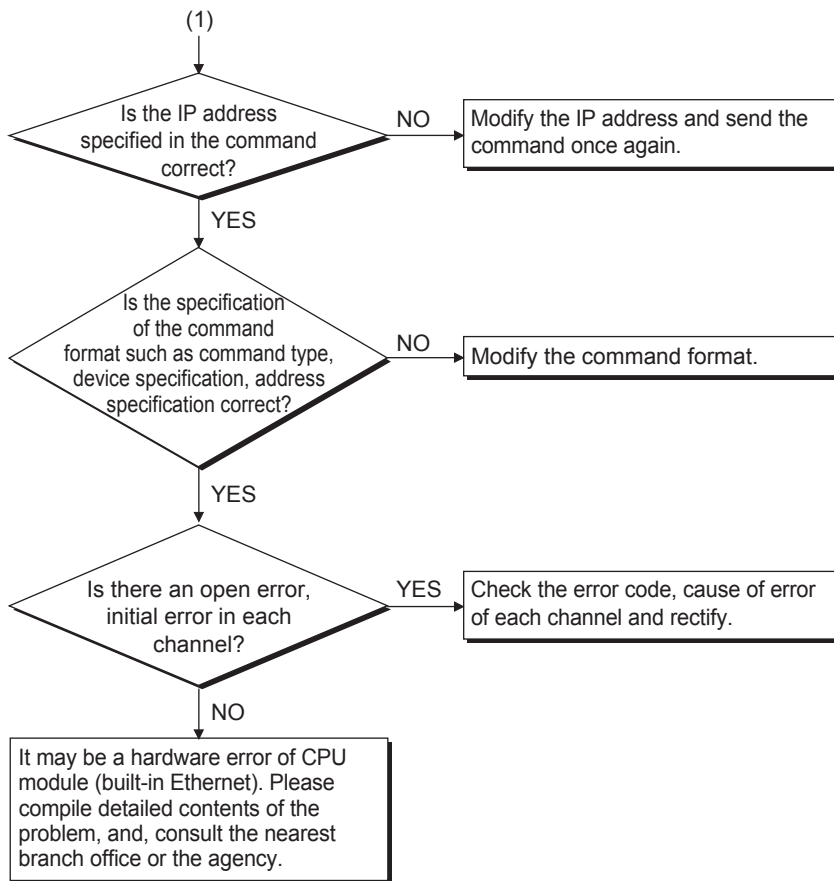 (1)
Is the IP address
specified in the command
correct?
NO
Modify the IP address and send the
command once again.
YES
Is the specification
of the command
format such as command type,
device specification, address
specification correct?
NO
Modify the command format.
YES
Is there an open error,
initial error in each
channel?
YES
Check the error code, cause of error
of each channel and rectify.
NO
It may be a hardware error of CPU
module (built-in Ethernet). Please
compile detailed contents of the
problem, and, consult the nearest
branch office or the agency.